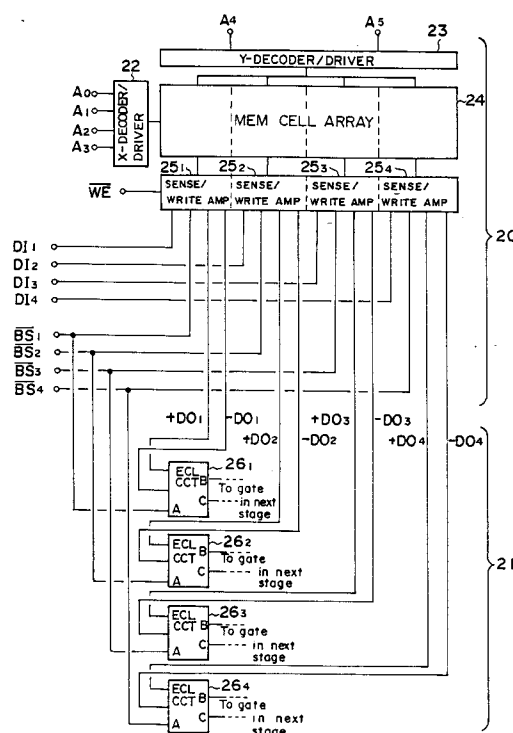 A4 A5 23
Y-DECODER/DRIVER
22
X-DECODER/
DRIVER
A0
A1
A2
A3
24
MEM CELL ARRAY
251 252 253 254
WE
SENSE/ SENSE/ SENSE/ SENSE/
WRITE AMP WRITE AMP WRITE AMP WRITE AMP
20
DI1
DI2
DI3
DI4
BS1
BS2
BS3
BS4
+DO1 -DO1 +DO3 -DO3
+DO2 -DO2 +DO4 -DO4
261
ECL
CCT B
To gate
C in next
A stage
262
ECL
CCT B
To gate
C in next
A stage
21
263
ECL
CCT B
To gate
C in next
A stage
264
ECL
CCT B
To gate
C in next
A stage